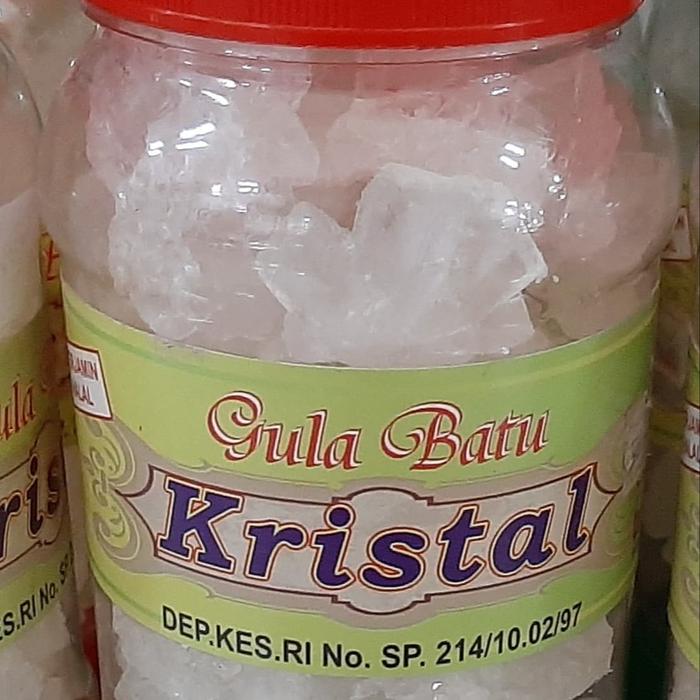 Gula Batu
Kristal
DEP.KES.RI No. SP. 214/10.02/97